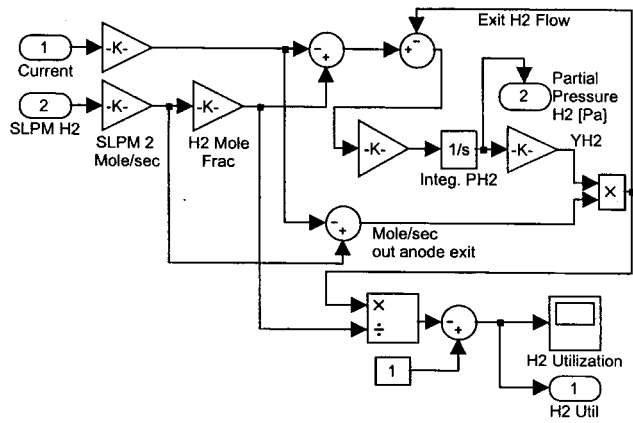 Exit H2 Flow
1
-K-
Current
2
-K-
-K-
SLPM H2
SLPM 2
Mole/sec
H2 Mole
Frac
2
Partial
Pressure
H2 [Pa]
-K-
1/s
-K-
YH2
Integ. PH2
×
Mole/sec
out anode exit
×
÷
1
H2 Utilization
1
H2 Util